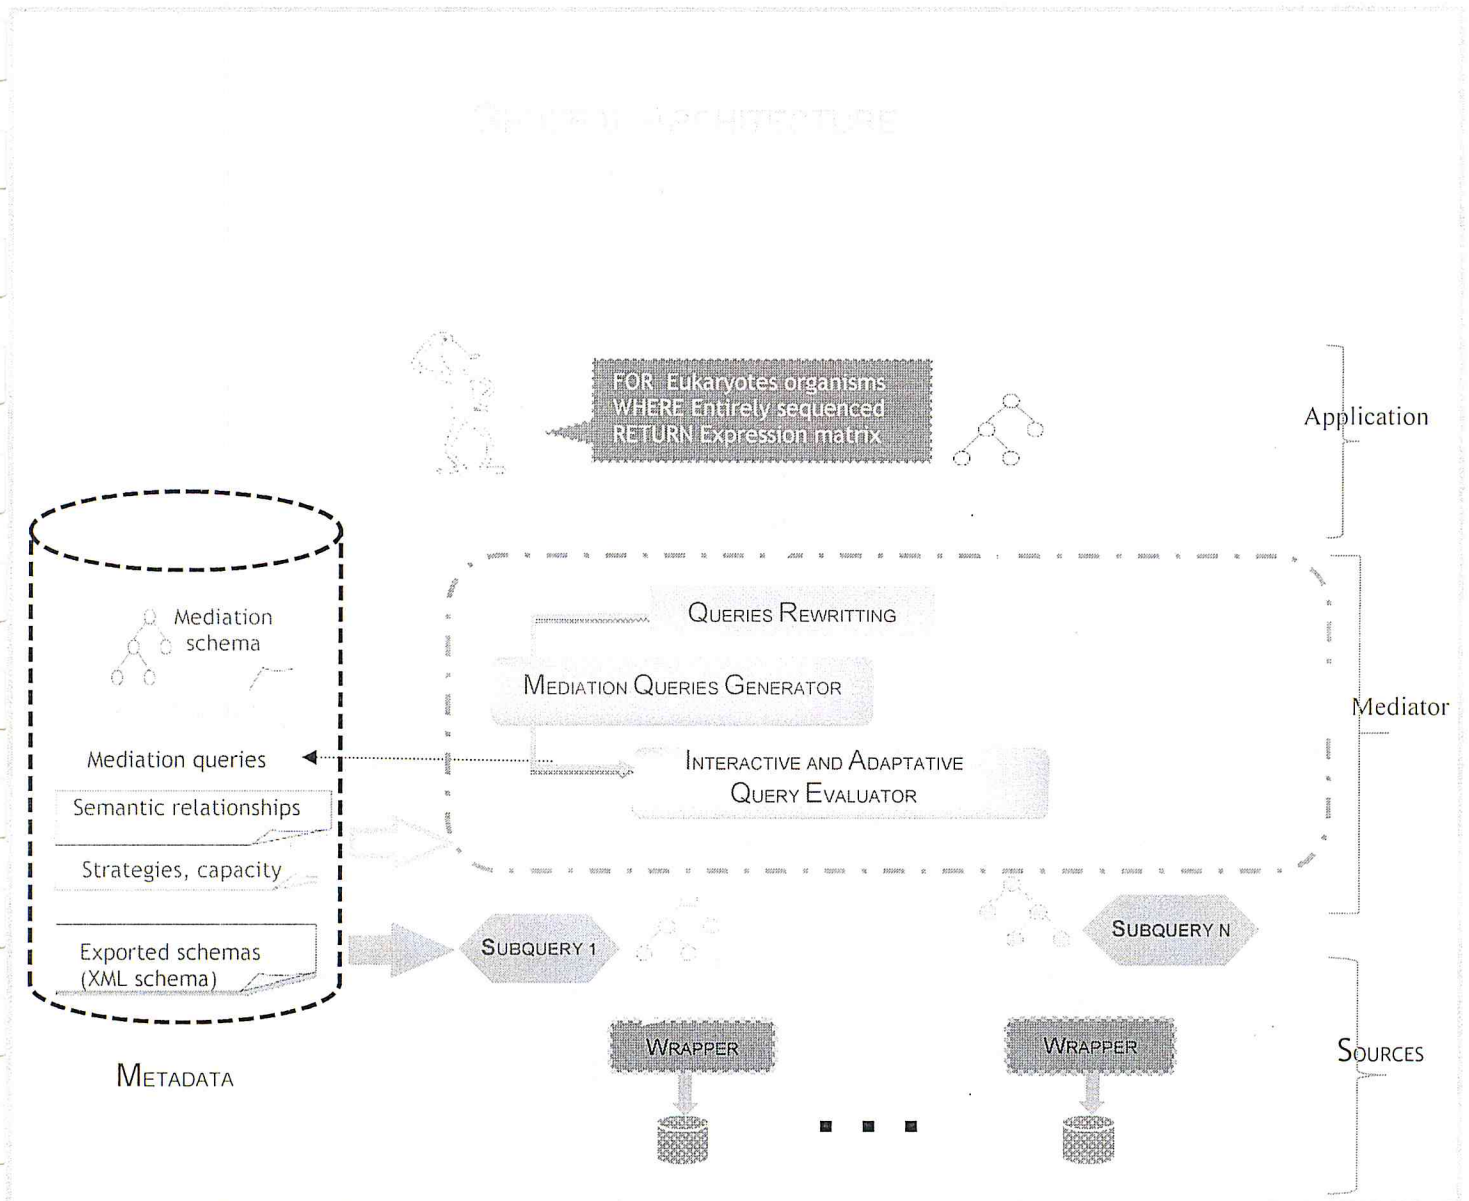 FOR Eukaryotes organisms
WHERE Entirely sequenced
RETURN Expression matrix
Application
QUERIES REWRITTING
MEDIATION QUERIES GENERATOR
INTERACTIVE AND ADAPTATIVE
QUERY EVALUATOR
Mediator
Mediation
schema
Mediation queries
Semantic relationships
Strategies, capacity
Exported schemas
(XML schema)
METADATA
SUBQUERY 1
SUBQUERY N
WRAPPER
WRAPPER
SOURCES